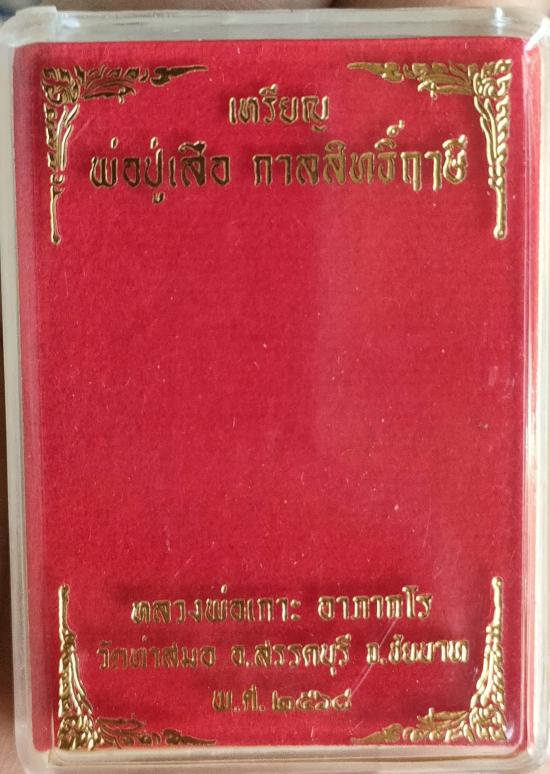 เหรียญ
พ่อปู่เสือ กาลสิทธิ์ฤาษี
หลวงพ่อเกาะ อาภากโร
วัดท่าสมอ อ.สรรคบุรี จ.ชัยนาท
พ.ศ.๒๕๖๔